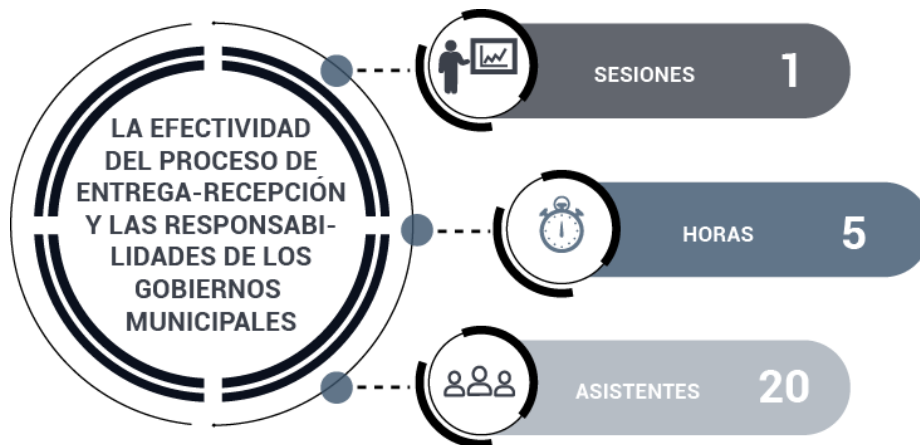 LA EFECTIVIDAD
DEL PROCESO DE
ENTREGA-RECEPCIÓN
Y LAS RESPONSABI-
LIDADES DE LOS
GOBIERNOS
MUNICIPALES
SESIONES 1
HORAS 5
ASISTENTES 20